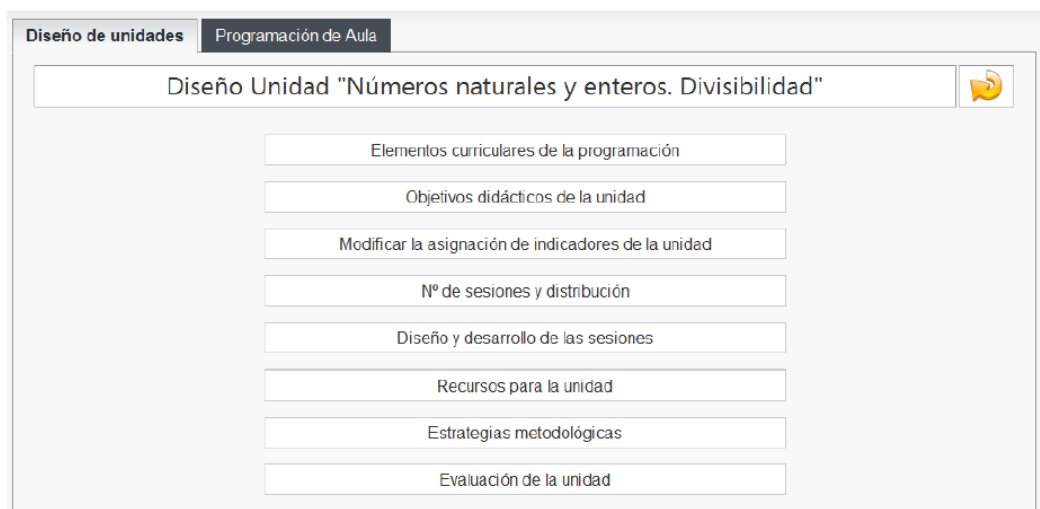 Diseño de unidades
Programación de Aula
Diseño Unidad "Números naturales y enteros. Divisibilidad"
Elementos curriculares de la programación
Objetivos didácticos de la unidad
Modificar la asignación de indicadores de la unidad
Nº de sesiones y distribución
Diseño y desarrollo de las sesiones
Recursos para la unidad
Estrategias metodológicas
Evaluación de la unidad